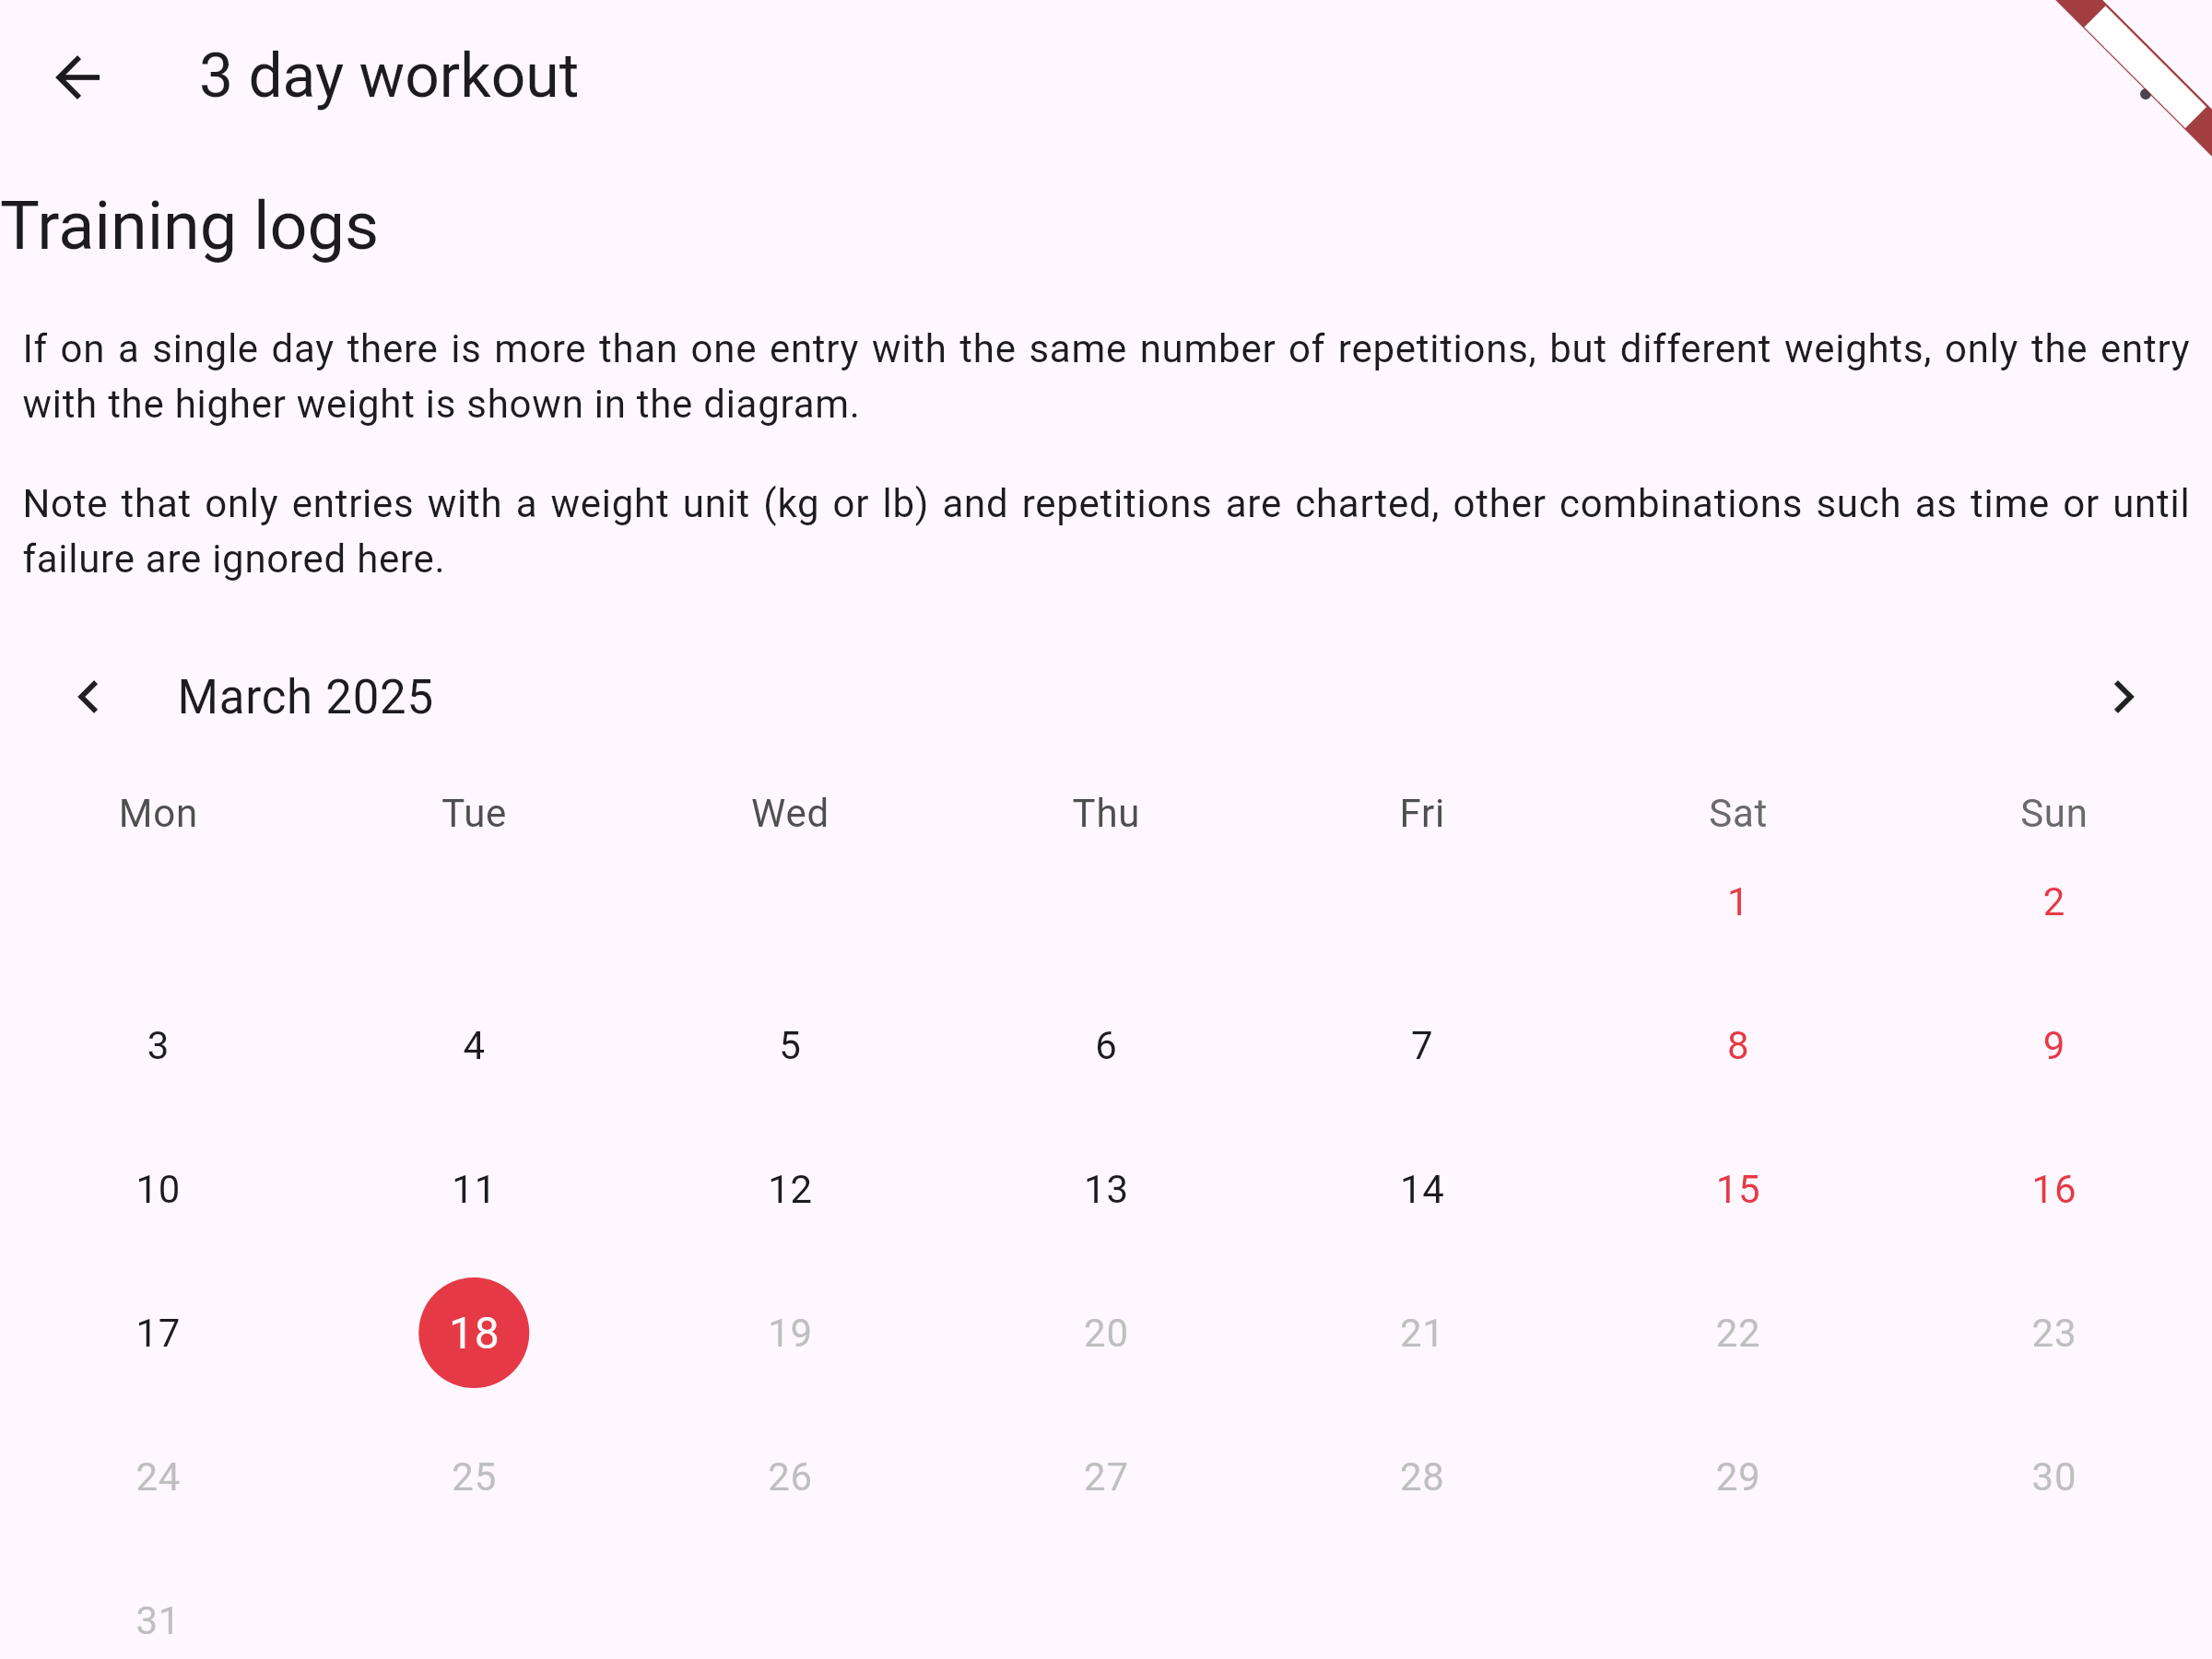 3 day workout
Training logs
If on a single day there is more than one entry with the same number of repetitions, but different weights, only the entry
with the higher weight is shown in the diagram.
Note that only entries with a weight unit (kg or lb) and repetitions are charted, other combinations such as time or until
failure are ignored here.
March 2025
Mon Tue Wed Thu Fri Sat Sun
1 2
3 4 5 6 7 8 9
10 11 12 13 14 15 16
17 18 19 20 21 22 23
24 25 26 27 28 29 30
31